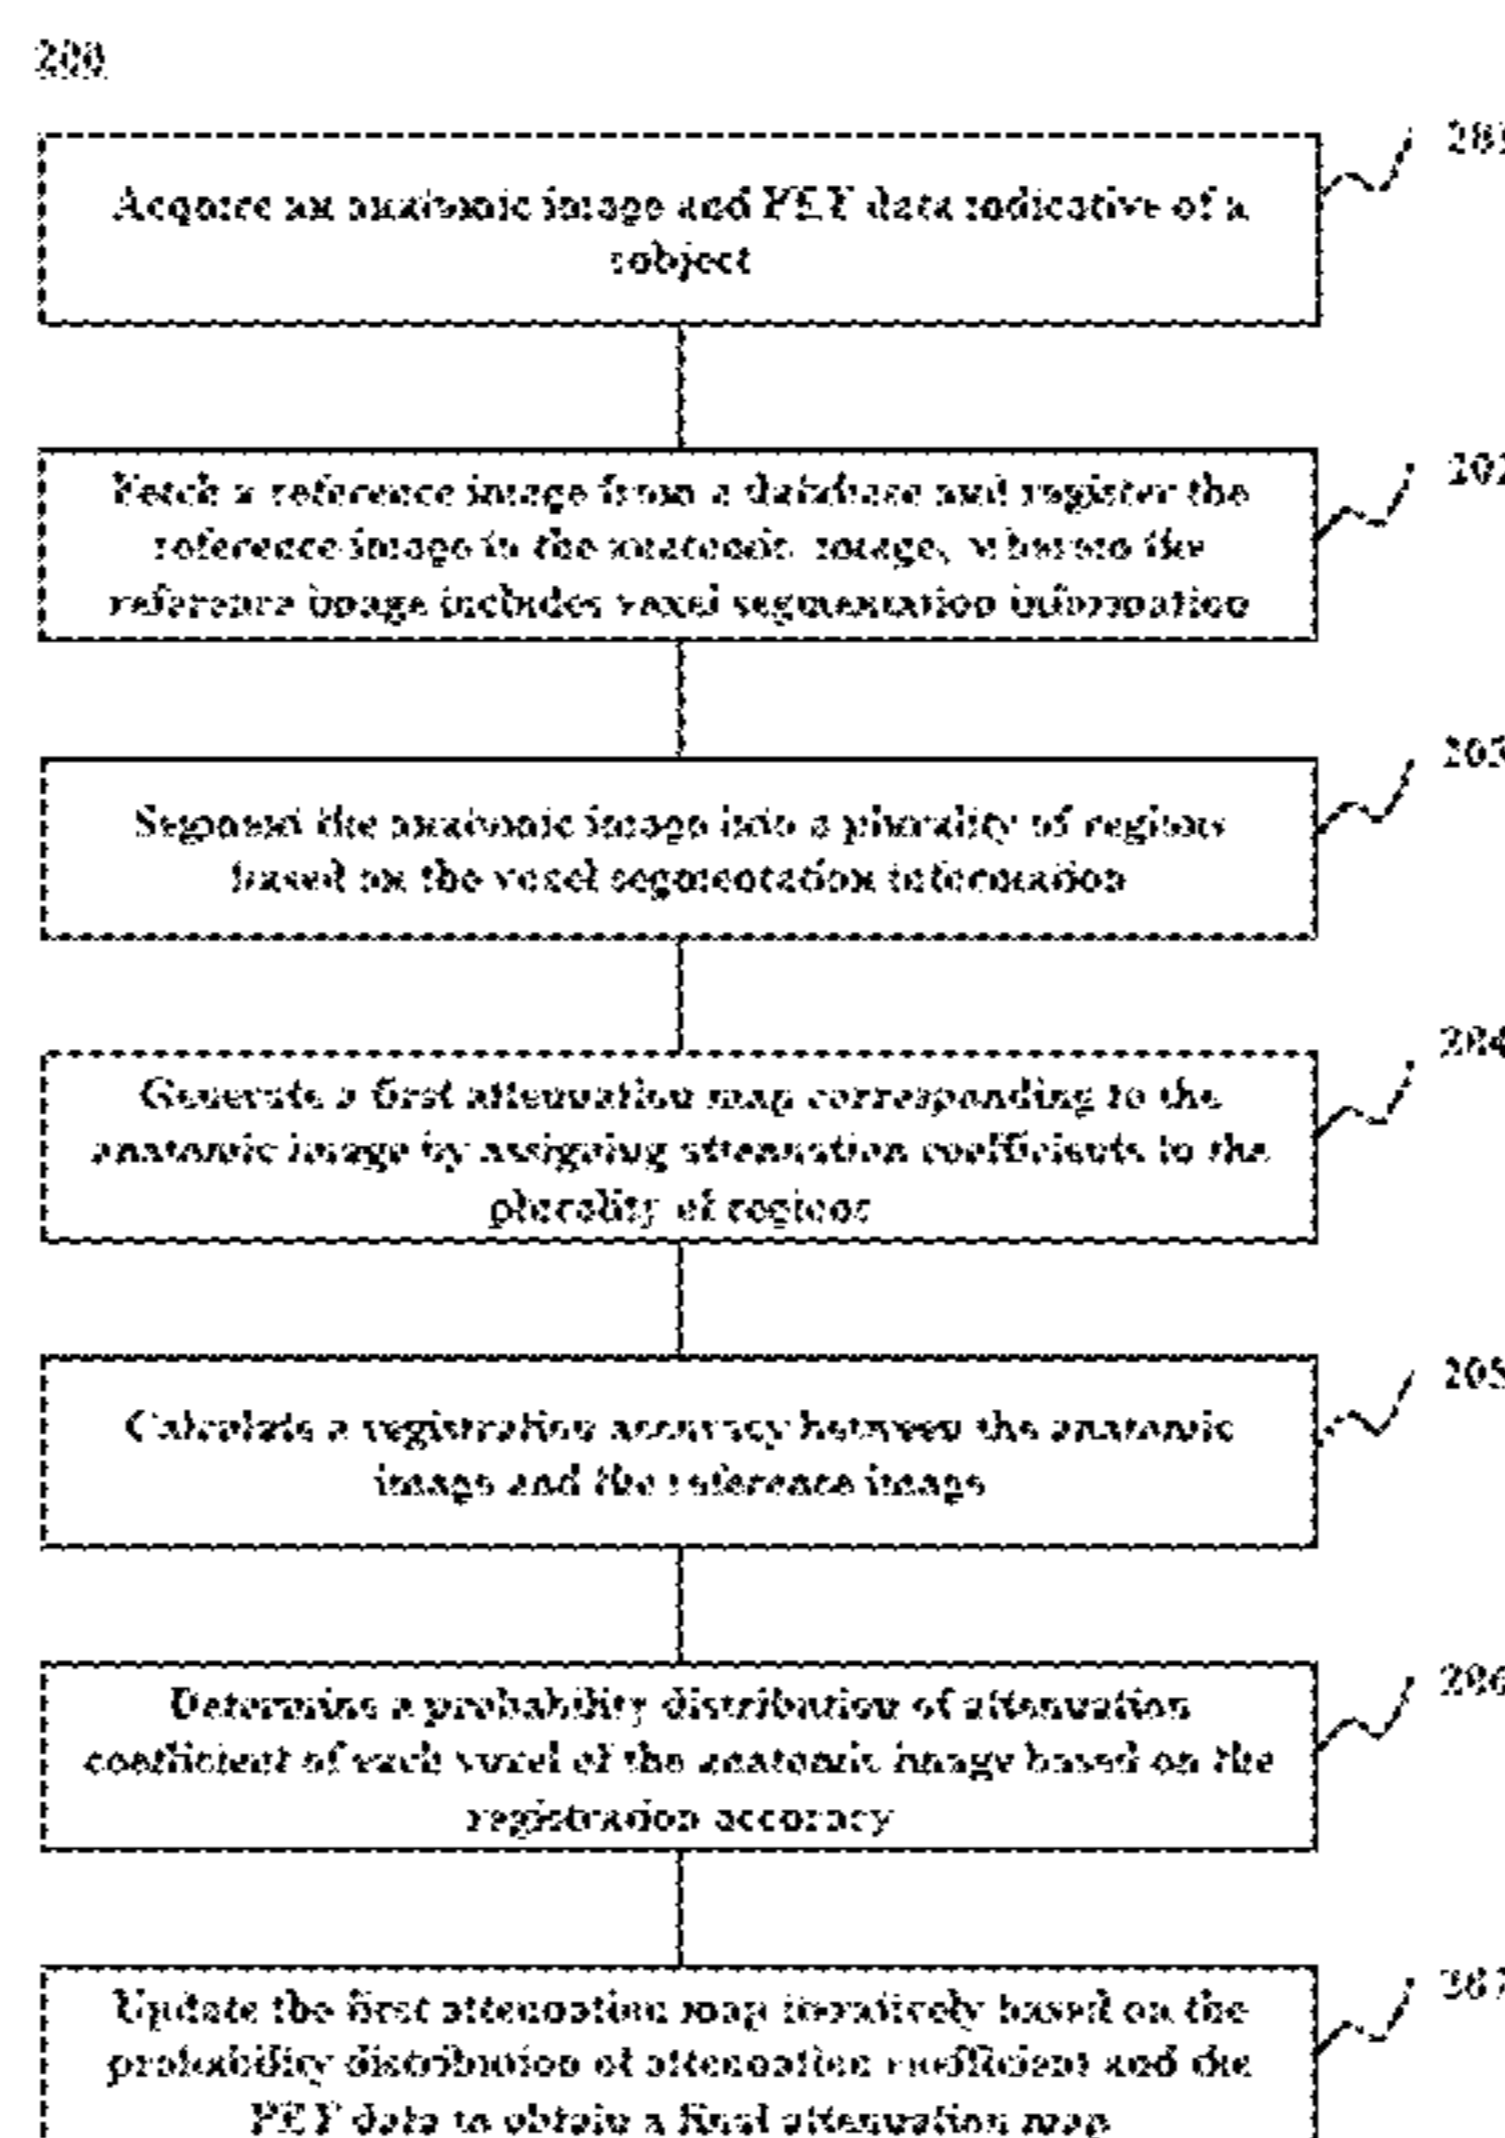 200
Acquire an anatomic image and PET data indicative of a
subject
201
Fetch a reference image from a database and register the
reference image to the anatomic image, wherein the
reference image includes voxel segmentation information
202
Segment the anatomic image into a plurality of regions
based on the voxel segmentation information
203
Generate a first attenuation map corresponding to the
anatomic image by assigning attenuation coefficients to the
plurality of regions
204
Calculate a registration accuracy between the anatomic
image and the reference image
205
Determine a probability distribution of attenuation
coefficient of each voxel of the anatomic image based on the
registration accuracy
206
Update the first attenuation map iteratively based on the
probability distribution of attenuation coefficient and the
PET data to obtain a final attenuation map
207